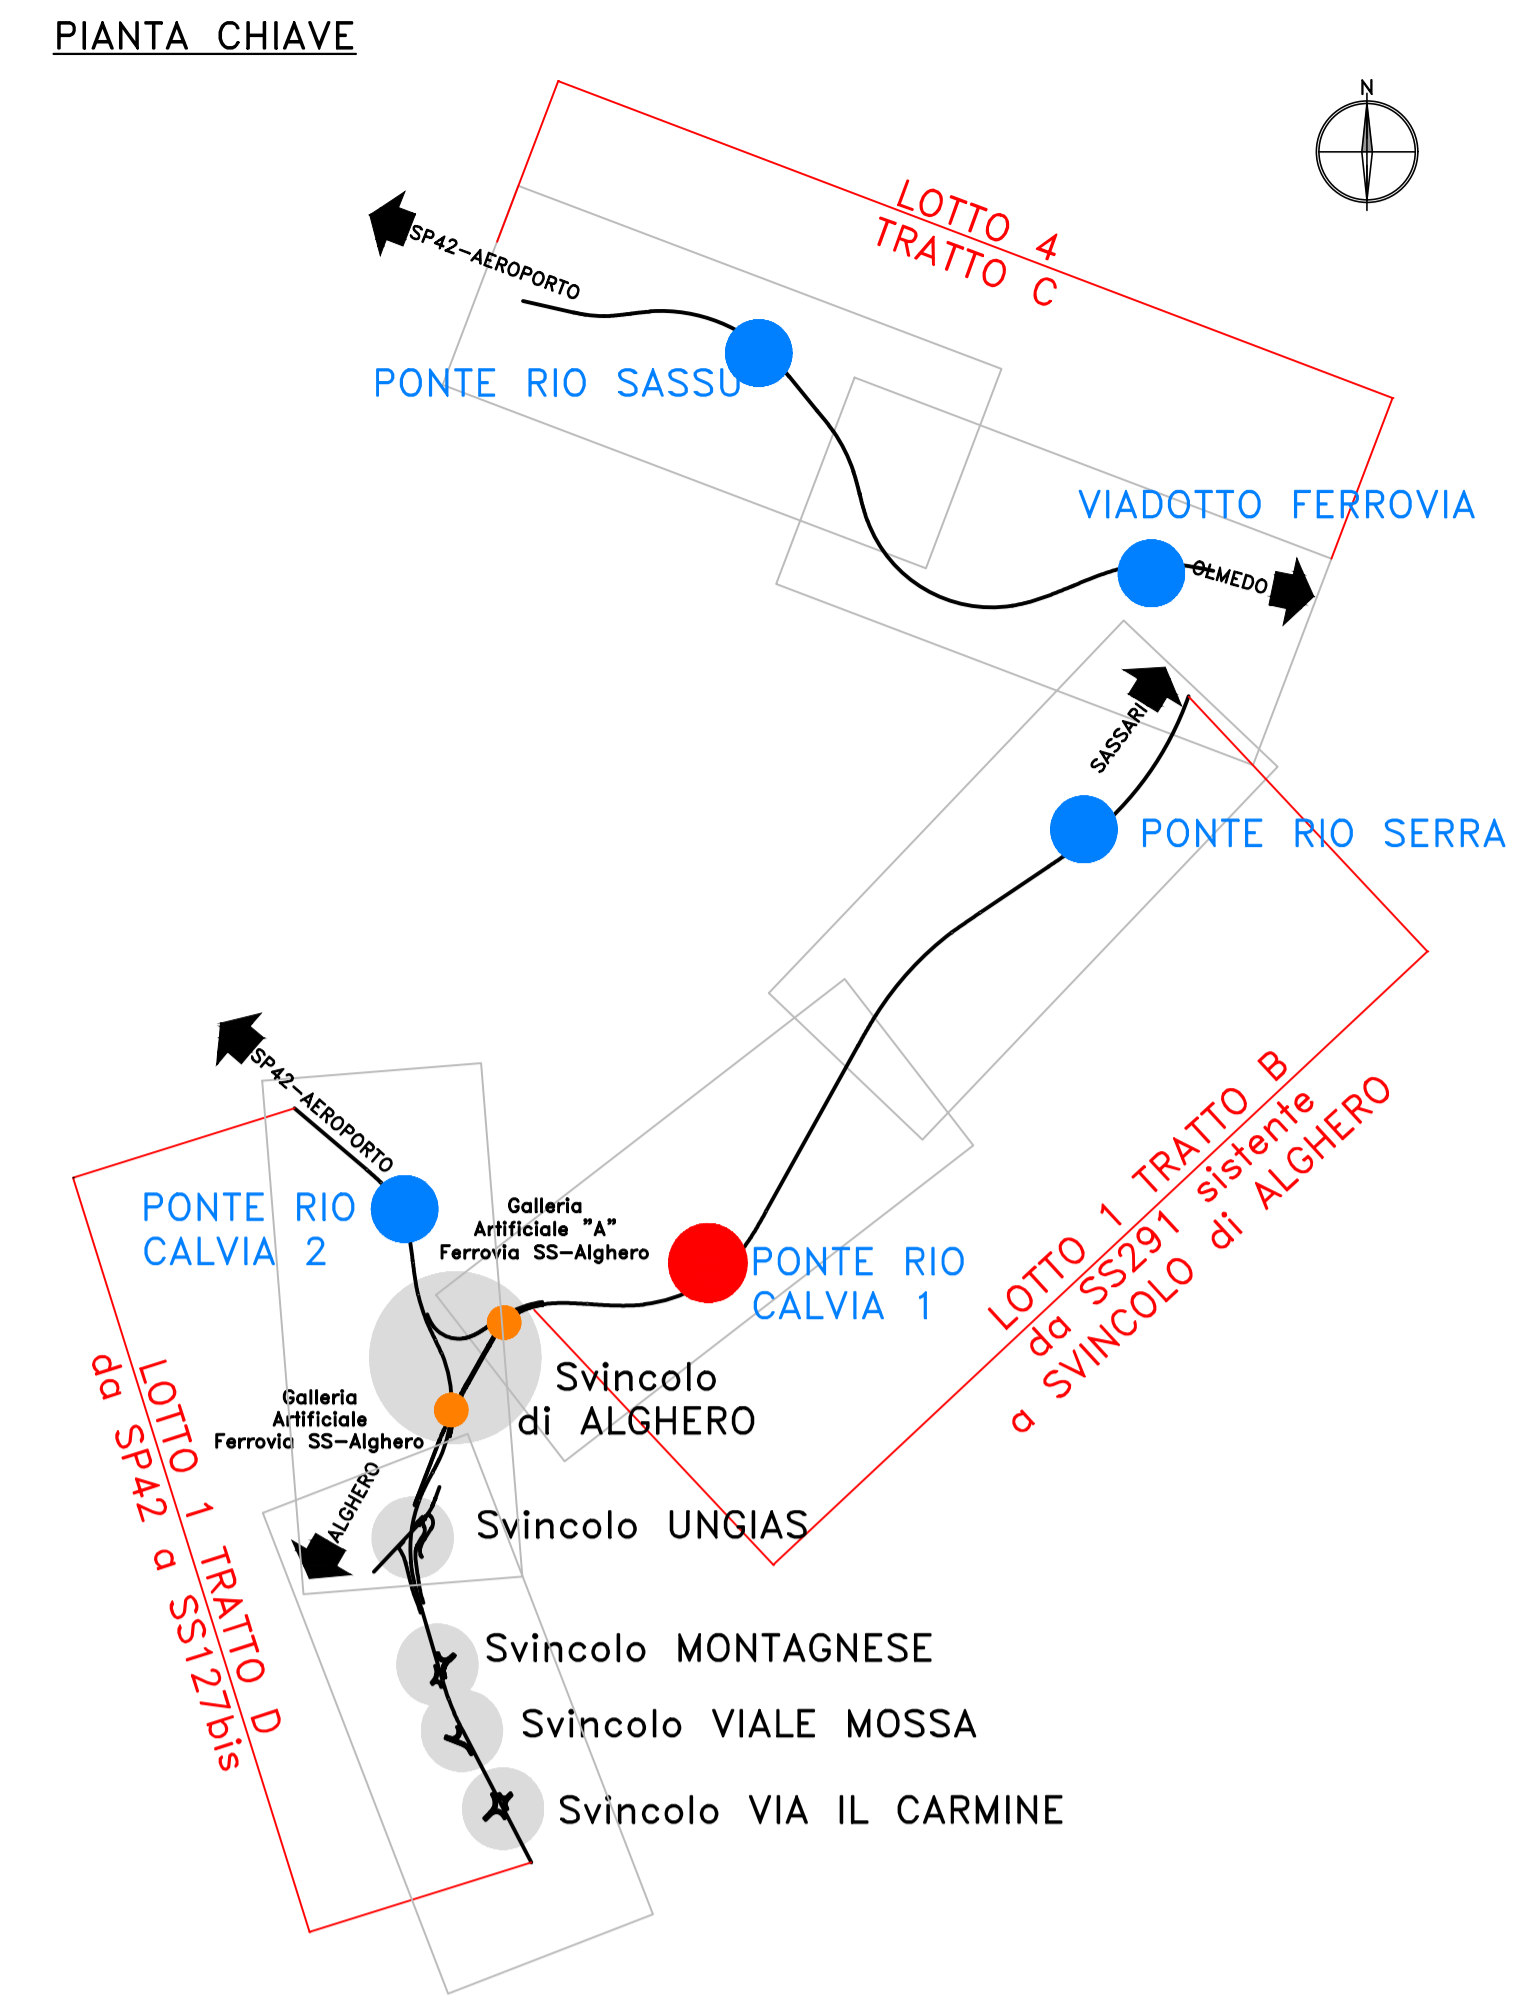 PIANTA CHIAVE
N
LOTTO 4
TRATTO C
SP42-AEROPORTO
PONTE RIO SASSU
VIADOTTO FERROVIA
OLMEDO
SASSARI
PONTE RIO SERRA
LOTTO 1 TRATTO B
da SS291 sistente
a SVINCOLO di ALGHERO
SP42-AEROPORTO
PONTE RIO
CALVIA 2
Galleria
Artificiale "A"
Ferrovia SS-Alghero
PONTE RIO
CALVIA 1
Svincolo
di ALGHERO
Galleria
Artificiale
Ferrovia SS-Alghero
LOTTO 1 TRATTO D
da SP42 a SS127bis
ALGHERO
Svincolo UNGIAS
Svincolo MONTAGNESE
Svincolo VIALE MOSSA
Svincolo VIA IL CARMINE